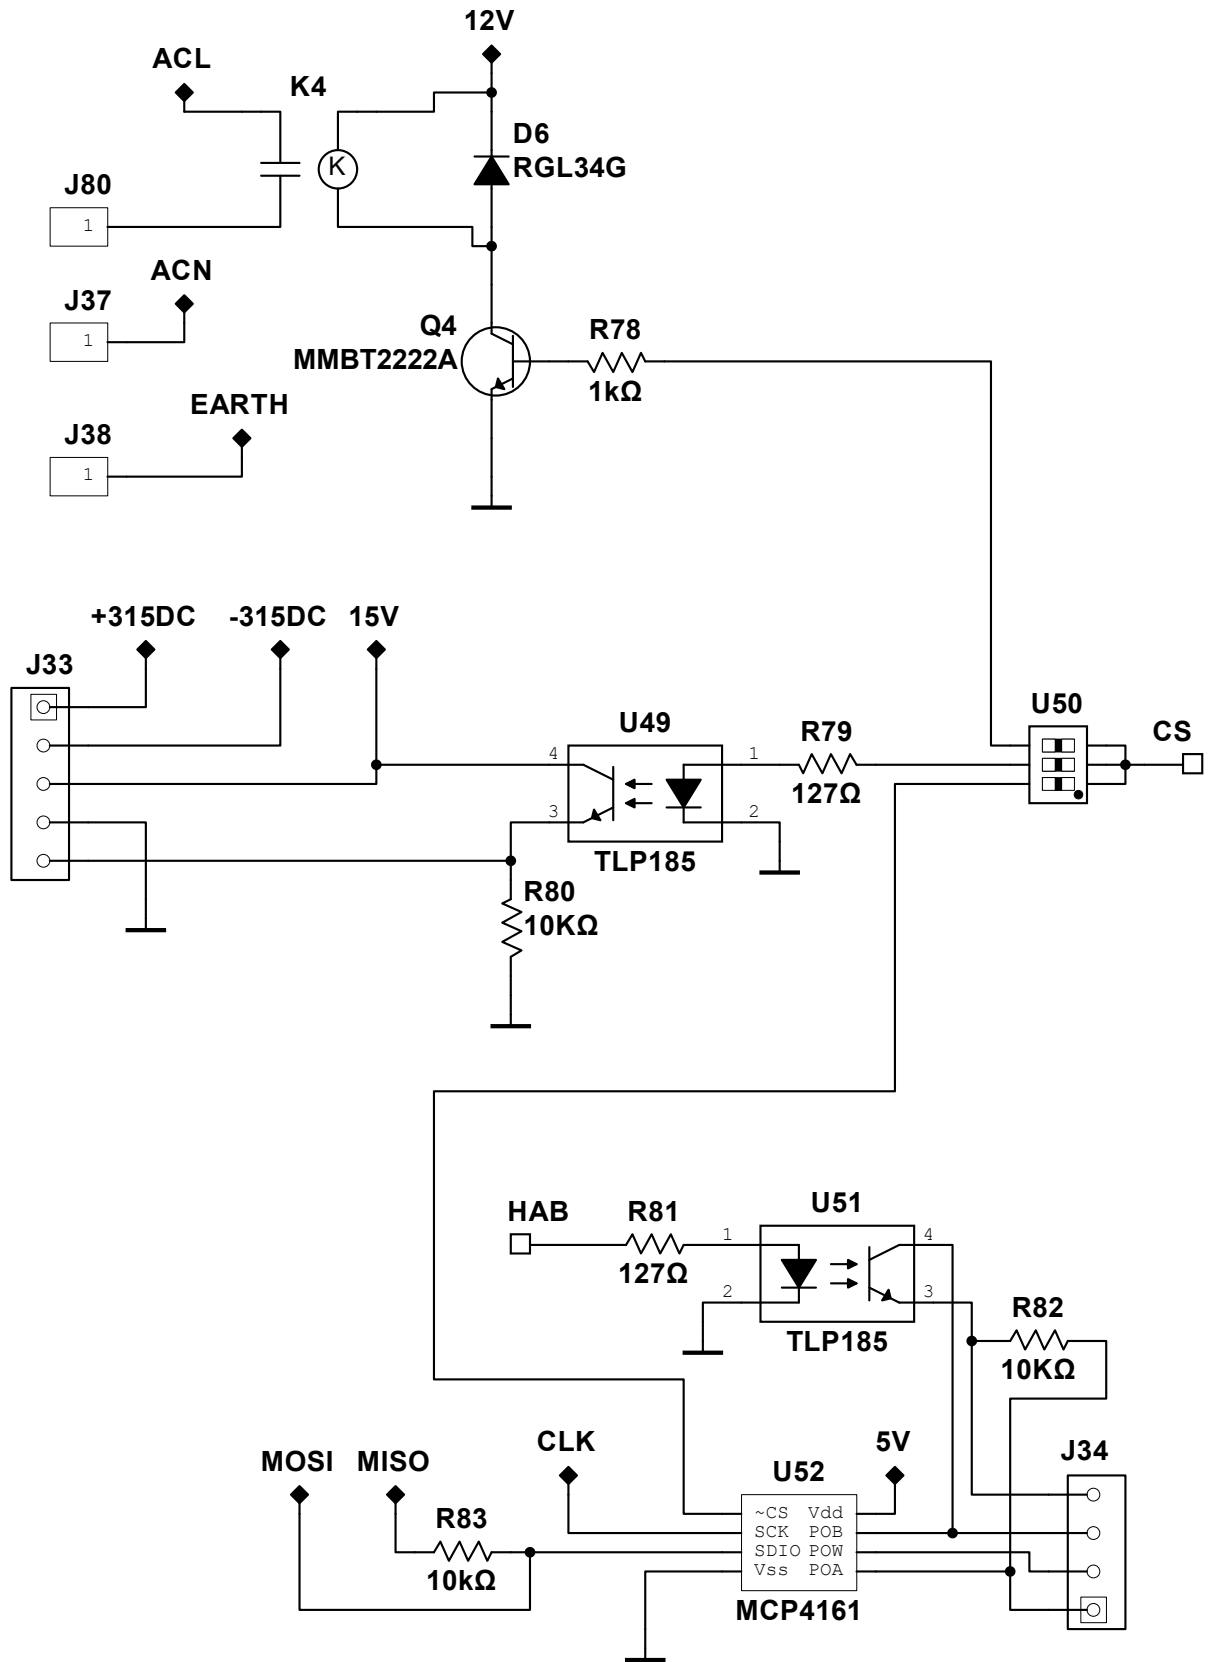 12V
ACL
K4
D6
RGL34G
K
J80
1
ACN
J37
1
Q4
MMBT2222A
R78
1kΩ
EARTH
J38
1
+315DC -315DC 15V
J33
U49
4
1
3
2
TLP185
R79
127Ω
U50
CS
R80
10KΩ
HAB
R81
127Ω
U51
1
4
2
3
TLP185
R82
10KΩ
MOSI MISO
CLK
5V
J34
U52
R83
10kΩ
~CS Vdd
SCK POB
SDIO POW
Vss POA
MCP4161